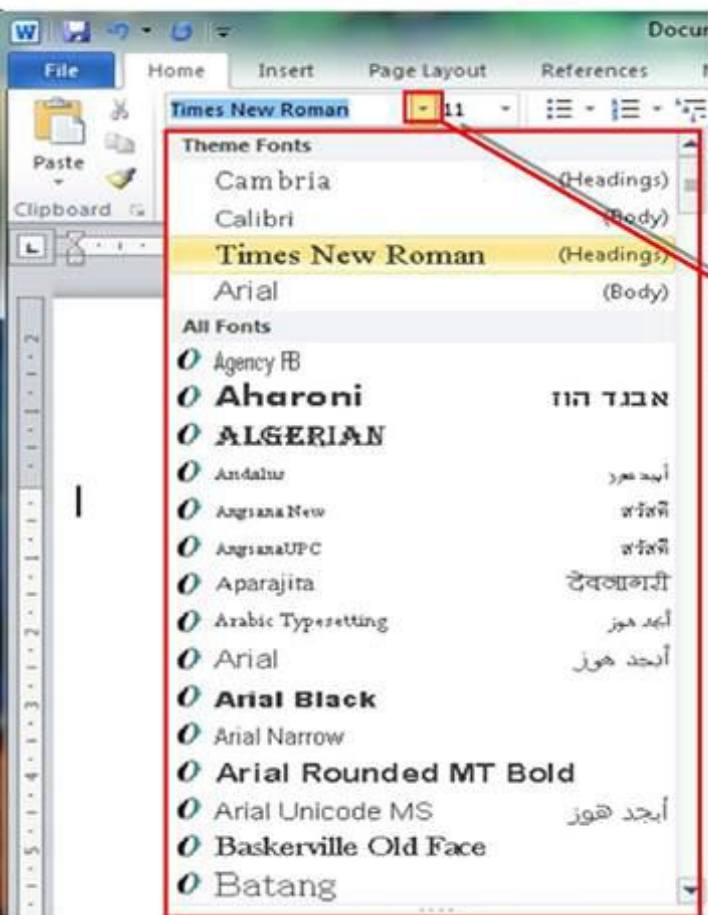 W Docu
File Home Insert Page Layout References
Paste Times New Roman 11
Clipboard
Theme Fonts
Cambria (Headings)
Calibri (Body)
Times New Roman (Headings)
Arial (Body)
All Fonts
O Agency FB
O Aharoni אבגד הוז
O ALGERIAN
O Andalus أبجد هوز
O Angsana New สวัสดี
O AngsanaUPC สวัสดี
O Aparajita देवनागरी
O Arabic Typesetting أبجد هوز
O Arial أبجد هوز
O Arial Black
O Arial Narrow
O Arial Rounded MT Bold
O Arial Unicode MS أبجد هوز
O Baskerville Old Face
O Batang